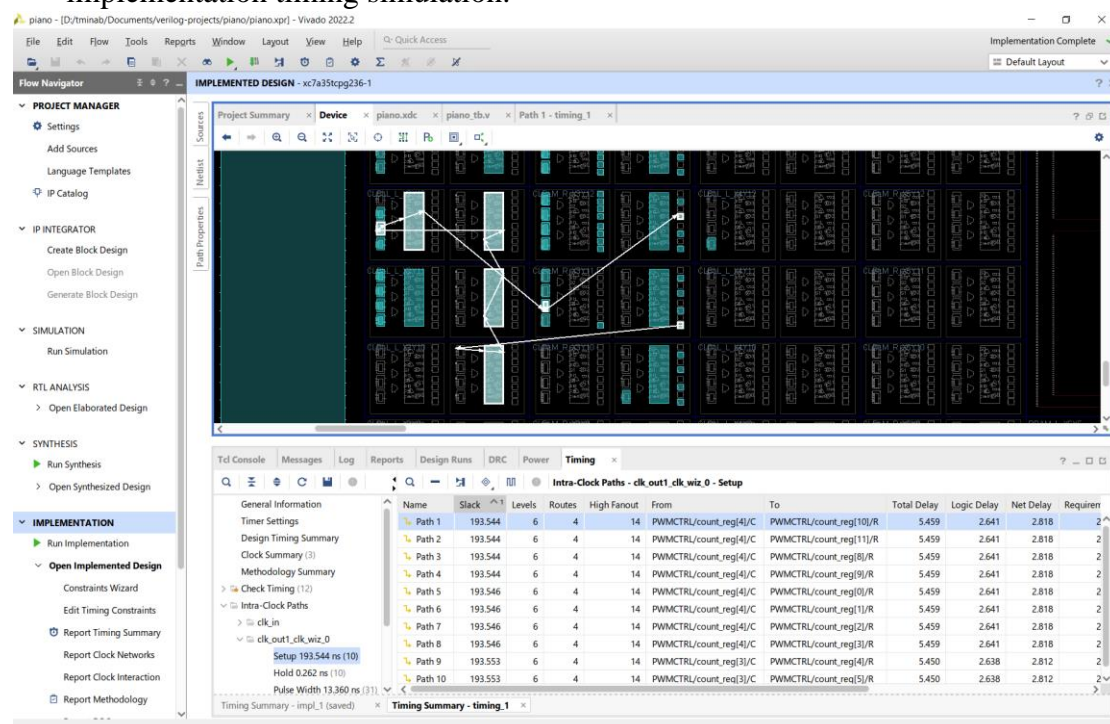 implementation timing simulation.
piano - [D:/tminab/Documents/verilog-projects/piano/piano.xpr] - Vivado 2022.2
File Edit Flow Tools Reports Window Layout View Help Q- Quick Access Implementation Complete
Default Layout
Flow Navigator IMPLEMENTED DESIGN - xc7a35tcpg236-1
PROJECT MANAGER
Settings
Add Sources
Language Templates
IP Catalog
IP INTEGRATOR
Create Block Design
Open Block Design
Generate Block Design
SIMULATION
Run Simulation
RTL ANALYSIS
Open Elaborated Design
SYNTHESIS
Run Synthesis
Open Synthesized Design
IMPLEMENTATION
Run Implementation
Open Implemented Design
Constraints Wizard
Edit Timing Constraints
Report Timing Summary
Report Clock Networks
Report Clock Interaction
Report Methodology
Sources
Netlist
Path Properties
Project Summary Device piano.xdc piano_tb.v Path 1 - timing_1
Tcl Console Messages Log Reports Design Runs DRC Power Timing
Intra-Clock Paths - clk_out1_clk_wiz_0 - Setup
General Information
Timer Settings
Design Timing Summary
Clock Summary (3)
Methodology Summary
Check Timing (12)
Intra-Clock Paths
clk_in
clk_out1_clk_wiz_0
Setup 193.544 ns (10)
Hold 0.262 ns (10)
Pulse Width 13.360 ns (31)
Name Slack ^1 Levels Routes High Fanout From To Total Delay Logic Delay Net Delay Requirem
Path 1 193.544 6 4 14 PWMCTRL/count_reg[4]/C PWMCTRL/count_reg[10]/R 5.459 2.641 2.818 2
Path 2 193.544 6 4 14 PWMCTRL/count_reg[4]/C PWMCTRL/count_reg[11]/R 5.459 2.641 2.818 2
Path 3 193.544 6 4 14 PWMCTRL/count_reg[4]/C PWMCTRL/count_reg[8]/R 5.459 2.641 2.818 2
Path 4 193.544 6 4 14 PWMCTRL/count_reg[4]/C PWMCTRL/count_reg[9]/R 5.459 2.641 2.818 2
Path 5 193.546 6 4 14 PWMCTRL/count_reg[4]/C PWMCTRL/count_reg[0]/R 5.459 2.641 2.818 2
Path 6 193.546 6 4 14 PWMCTRL/count_reg[4]/C PWMCTRL/count_reg[1]/R 5.459 2.641 2.818 2
Path 7 193.546 6 4 14 PWMCTRL/count_reg[4]/C PWMCTRL/count_reg[2]/R 5.459 2.641 2.818 2
Path 8 193.546 6 4 14 PWMCTRL/count_reg[4]/C PWMCTRL/count_reg[3]/R 5.459 2.641 2.818 2
Path 9 193.553 6 4 14 PWMCTRL/count_reg[3]/C PWMCTRL/count_reg[4]/R 5.450 2.638 2.812 2
Path 10 193.553 6 4 14 PWMCTRL/count_reg[3]/C PWMCTRL/count_reg[5]/R 5.450 2.638 2.812 2
Timing Summary - impl_1 (saved) Timing Summary - timing_1